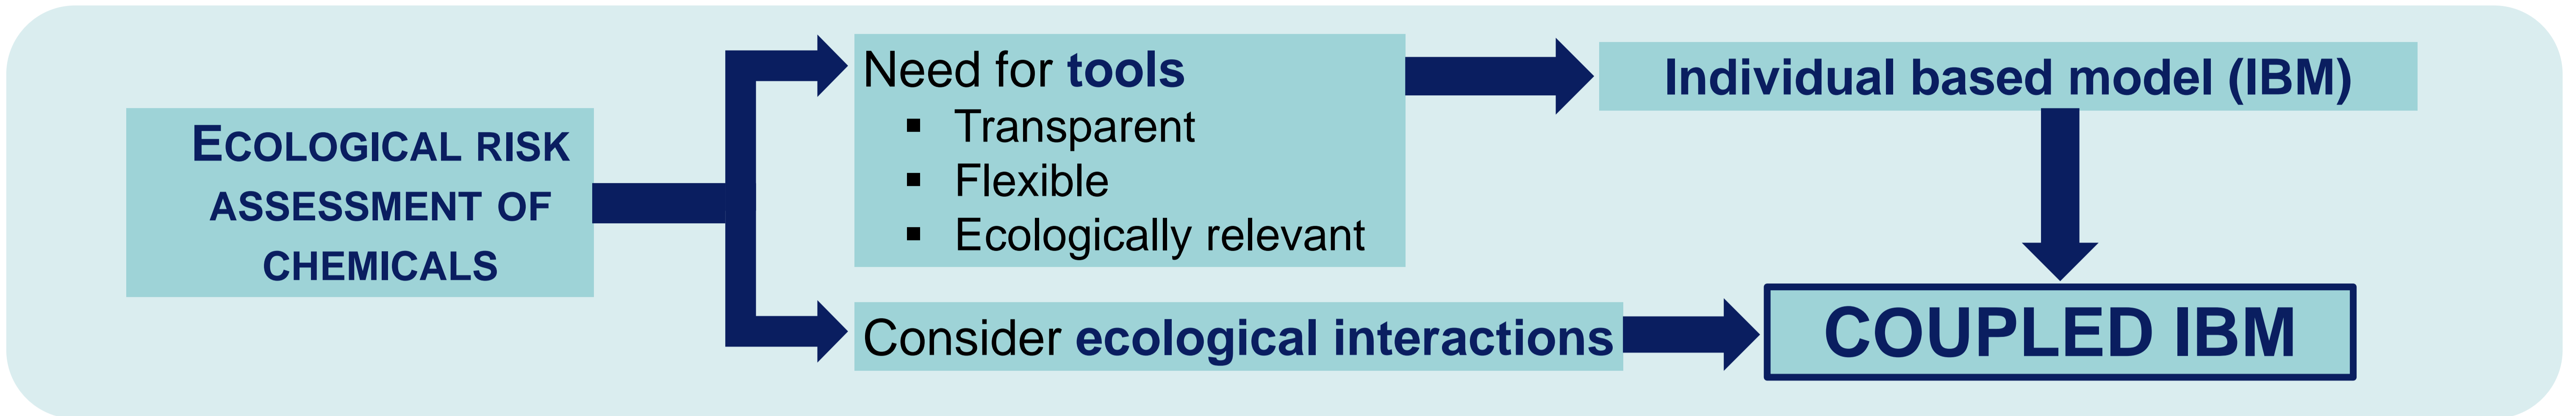 ECOLOGICAL RISK
ASSESSMENT OF
CHEMICALS
Need for tools
▪ Transparent
▪ Flexible
▪ Ecologically relevant
Consider ecological interactions
Individual based model (IBM)
COUPLED IBM